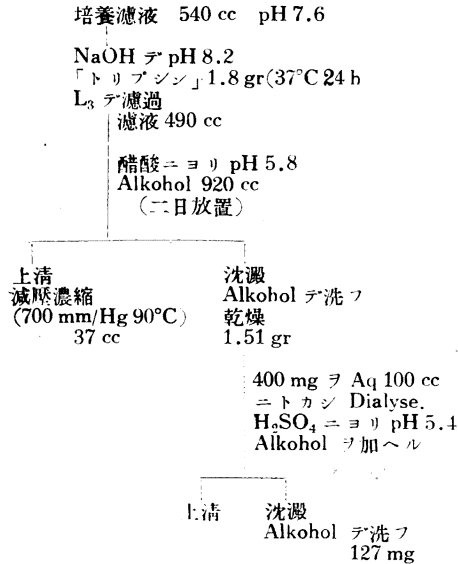 培養濾液 540 cc pH 7.6
NaOH デ pH 8.2
「トリプシン」1.8 gr(37°C 24 h
L₃ デ濾過
濾液 490 cc
醋酸ニヨリ pH 5.8
Alkohol 920 cc
(二日放置)
上清
減壓濃縮
(700 mm/Hg 90°C)
37 cc
沈澱
Alkohol デ洗フ
乾燥
1.51 gr
400 mg ヲ Aq 100 cc
ニトカシ Dialyse.
H₂SO₄ ニヨリ pH 5.4
Alkohol ヲ加ヘル
上清
沈澱
Alkohol デ洗フ
127 mg